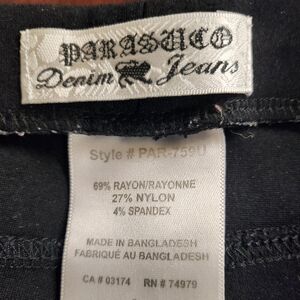 PARASUCO
Denim Jeans
Style # PAR-759U
69% RAYON/RAYONNE
27% NYLON
4% SPANDEX
MADE IN BANGLADESH
FABRIQUÉ AU BANGLADESH
CA # 03174 RN # 74979